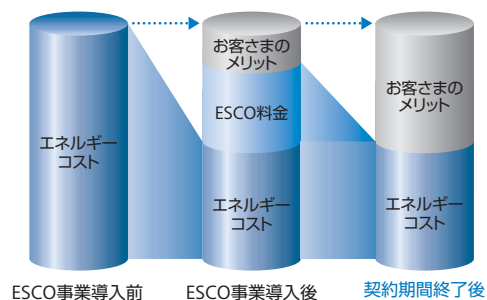 エネルギー
コスト
お客さまの
メリット
ESCO料金
エネルギー
コスト
お客さまの
メリット
エネルギー
コスト
ESCO事業導入前
ESCO事業導入後
契約期間終了後